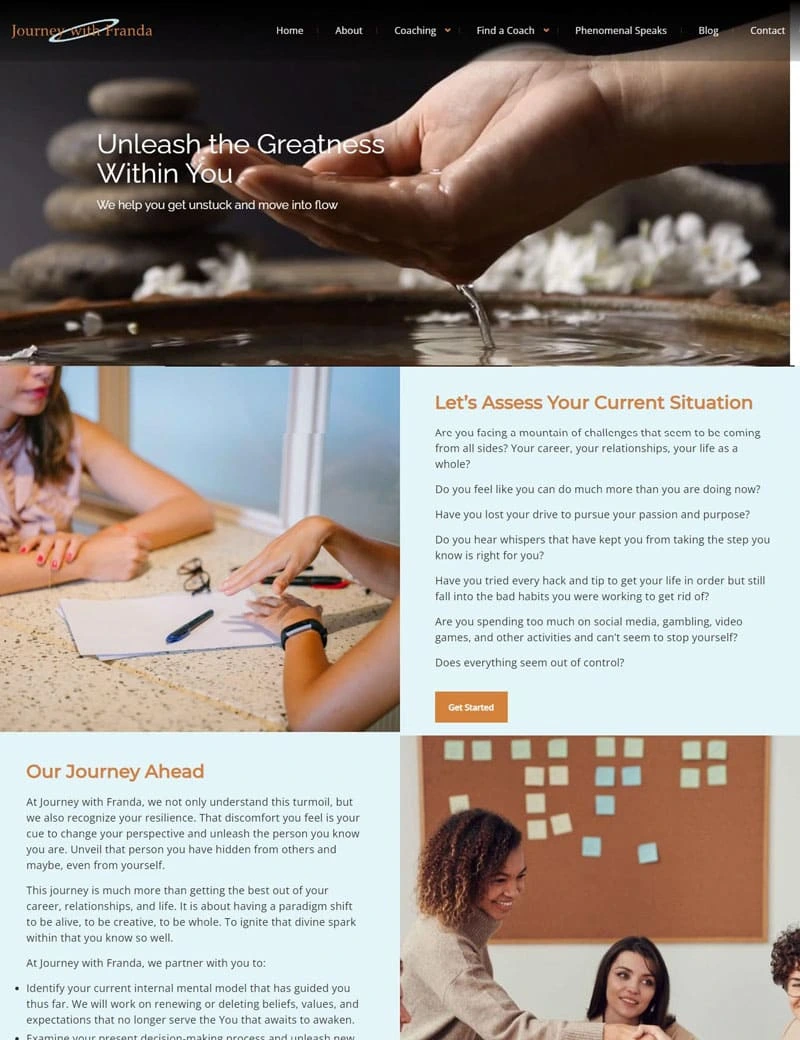 Journey with Franda
Home
About
Coaching
Find a Coach
Phenomenal Speaks
Blog
Contact
Unleash the Greatness
Within You
We help you get unstuck and move into flow
Let's Assess Your Current Situation
Are you facing a mountain of challenges that seem to be coming
from all sides? Your career, your relationships, your life as a
whole?
Do you feel like you can do much more than you are doing now?
Have you lost your drive to pursue your passion and purpose?
Do you hear whispers that have kept you from taking the step you
know is right for you?
Have you tried every hack and tip to get your life in order but still
fall into the bad habits you were working to get rid of?
Are you spending too much on social media, gambling, video
games, and other activities and can't seem to stop yourself?
Does everything seem out of control?
Get Started
Our Journey Ahead
At Journey with Franda, we not only understand this turmoil, but
we also recognize your resilience. That discomfort you feel is your
cue to change your perspective and unleash the person you know
you are. Unveil that person you have hidden from others and
maybe, even from yourself.
This journey is much more than getting the best out of your
career, relationships, and life. It is about having a paradigm shift
to be alive, to be creative, to be whole. To ignite that divine spark
within that you know so well.
At Journey with Franda, we partner with you to:
• Identify your current internal mental model that has guided you
thus far. We will work on renewing or deleting beliefs, values, and
expectations that no longer serve the You that awaits to awaken.
• Examine your present decision-making process and unleash new